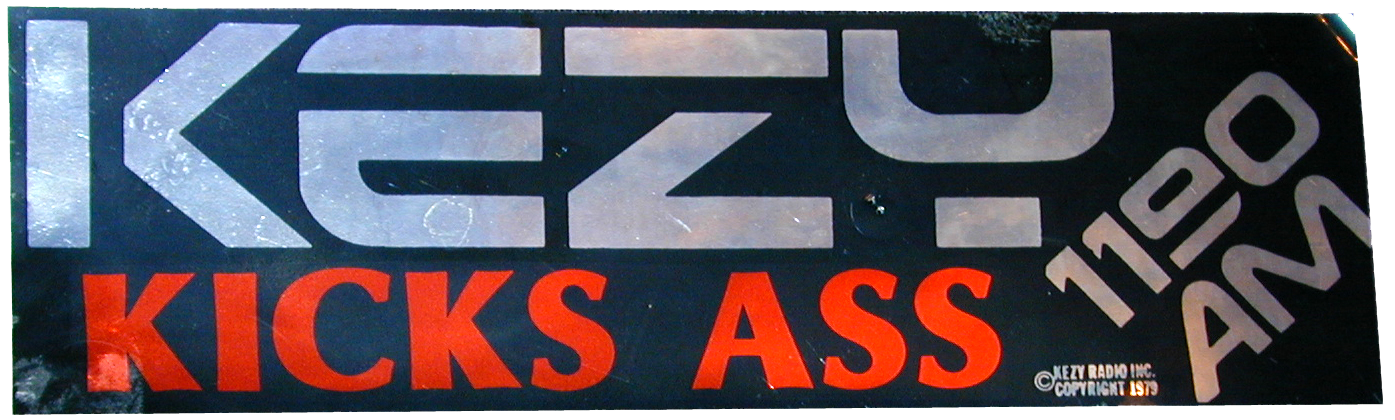 KEZY
1190
AM
KICKS ASS
© KEZY RADIO INC.
COPYRIGHT 1979